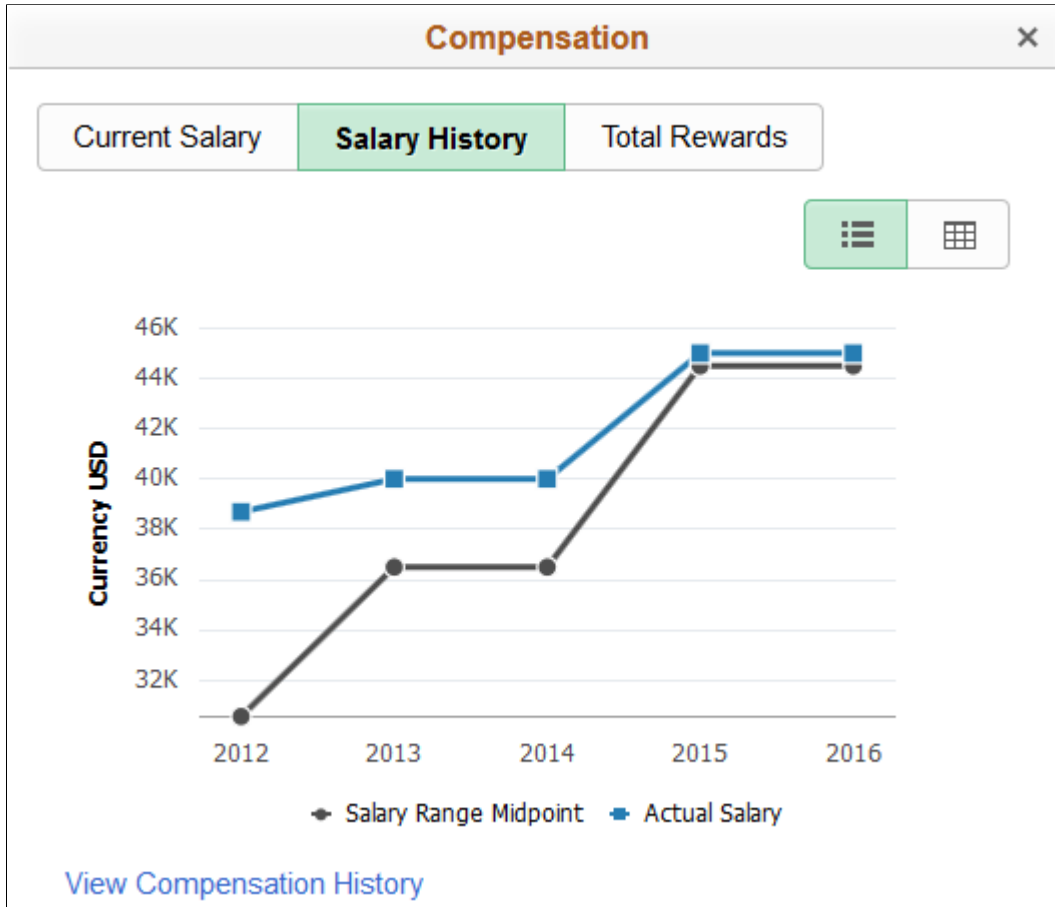 Compensation
Current Salary Salary History Total Rewards
46K
44K
42K
40K
38K
36K
34K
32K
Currency USD
2012 2013 2014 2015 2016
Salary Range Midpoint Actual Salary
View Compensation History